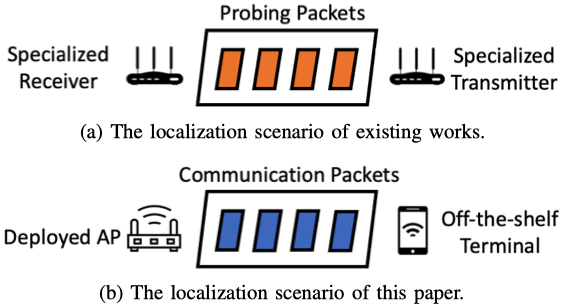 Probing Packets
Specialized
Receiver
Specialized
Transmitter
(a) The localization scenario of existing works.
Communication Packets
Deployed AP
Off-the-shelf
Terminal
(b) The localization scenario of this paper.